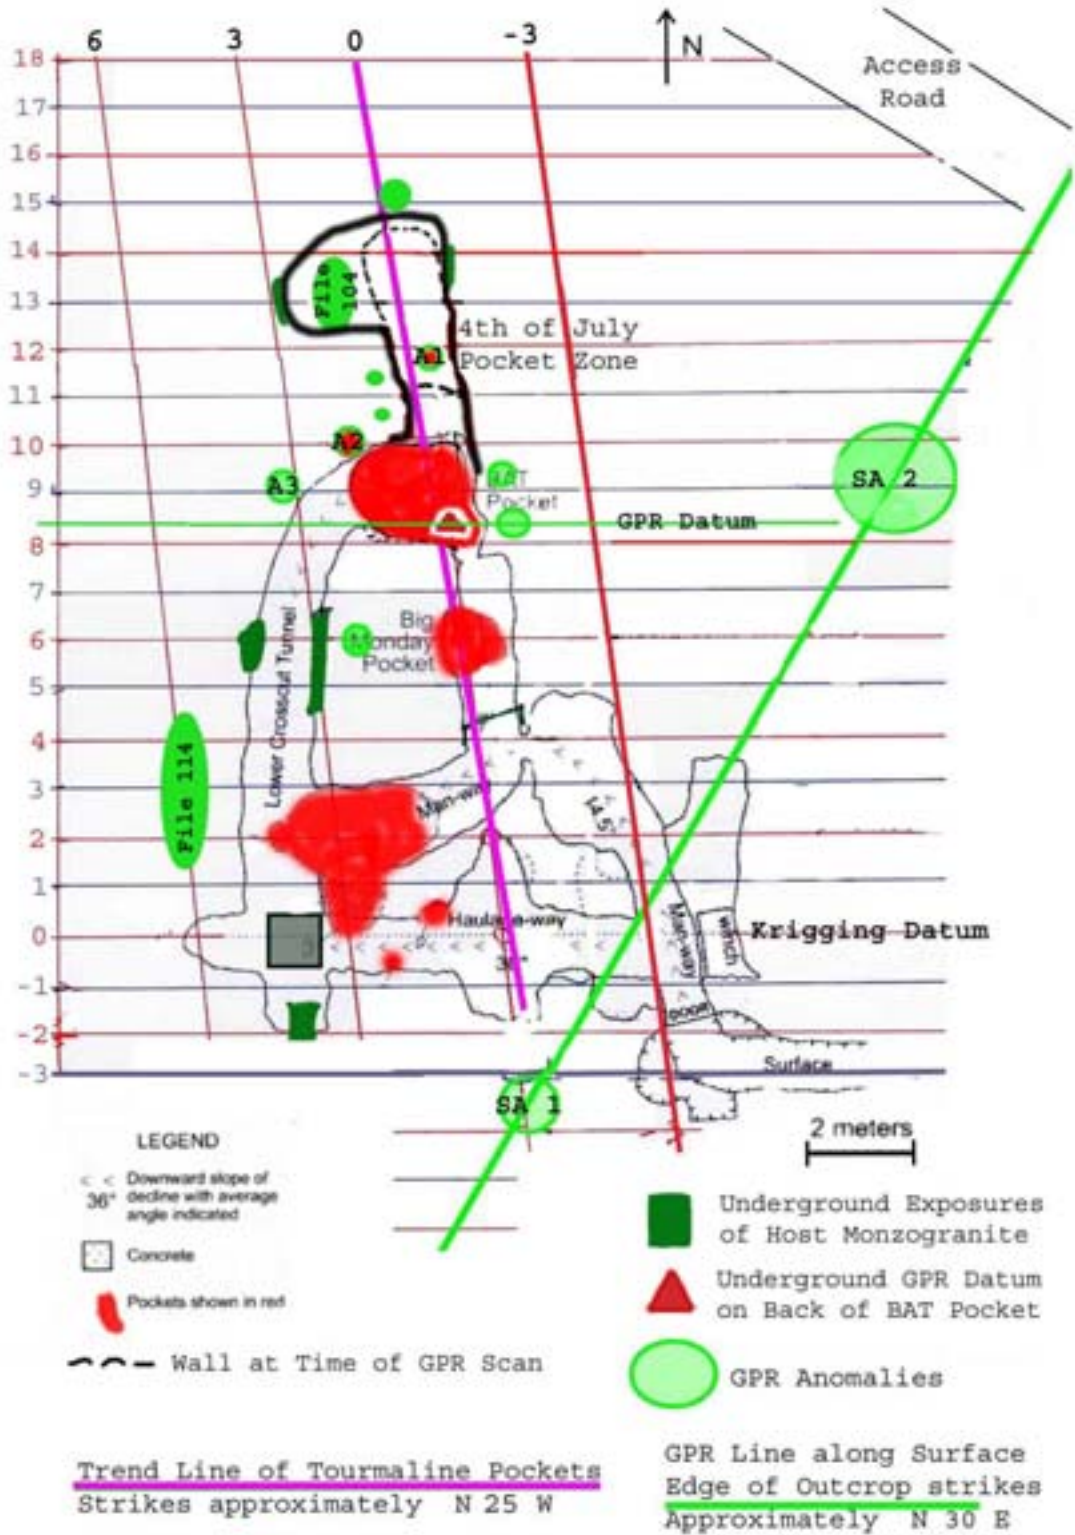 6 3 0 -3
N
Access
Road
18
17
16
15
14
13
12
11
10
9
8
7
6
5
4
3
2
1
0
-1
-2
-3
File
104
4th of July
Pocket Zone
A1
A2
A3
BAT
Pocket
SA 2
GPR Datum
Big
Monday
Pocket
Lower Crosscut Tunnel
File 114
Man-way
14.5°
Haulage-way
36°
Man-way
winch
Krigging Datum
Door
Surface
SA 1
LEGEND
< < Downward slope of
36° decline with average
angle indicated
Concrete
Pockets shown in red
Wall at Time of GPR Scan
2 meters
Underground Exposures
of Host Monzogranite
Underground GPR Datum
on Back of BAT Pocket
GPR Anomalies
Trend Line of Tourmaline Pockets
Strikes approximately N 25 W
GPR Line along Surface
Edge of Outcrop strikes
Approximately N 30 E